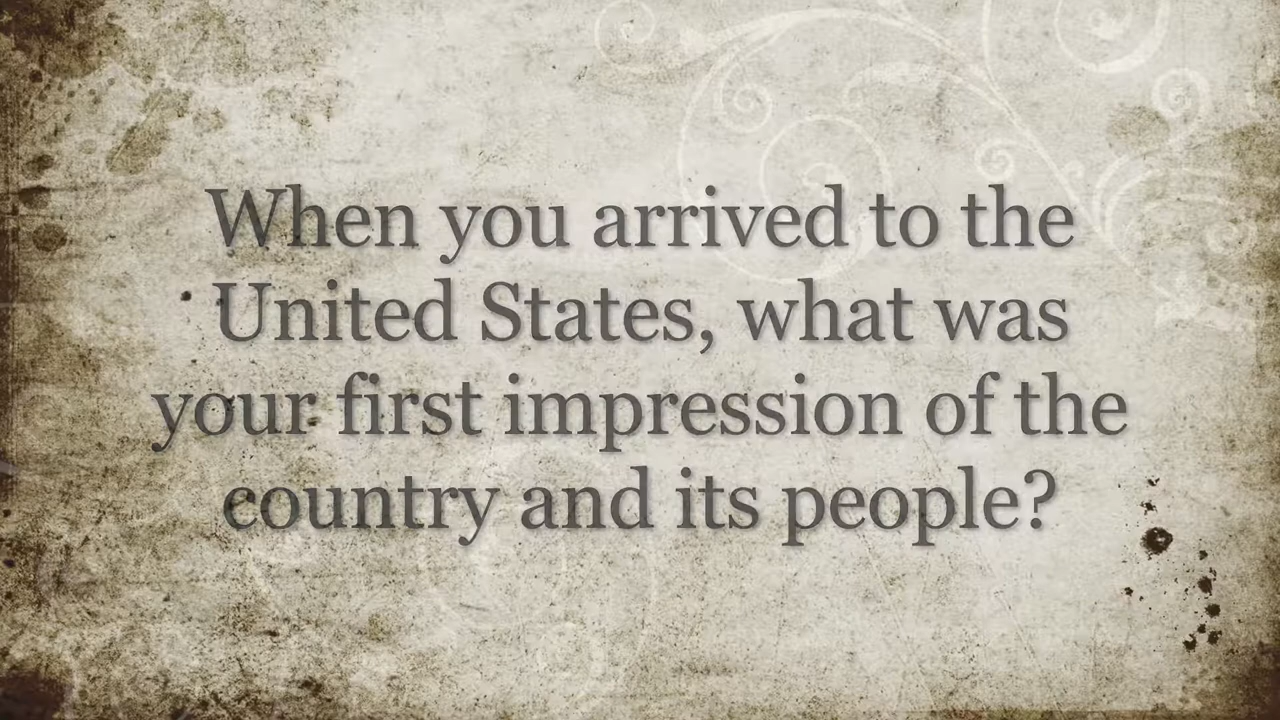 When you arrived to the
United States, what was
your first impression of the
country and its people?